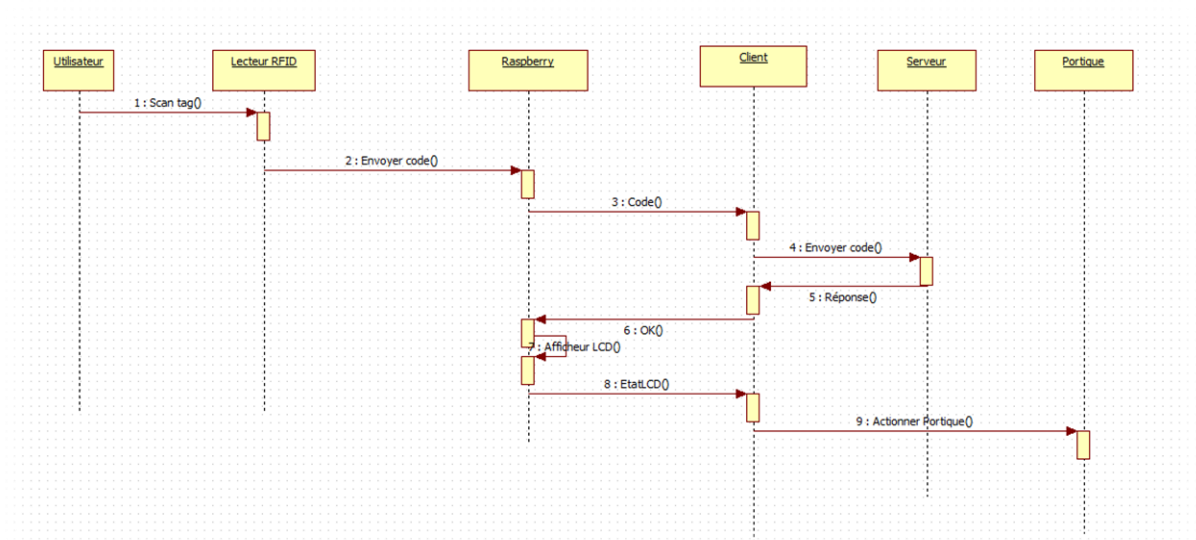 Utilisateur
Lecteur RFID
Raspberry
Client
Serveur
Portique
1 : Scan tag()
2 : Envoyer code()
3 : Code()
4 : Envoyer code()
5 : Réponse()
6 : OK()
7 : Afficheur LCD()
8 : EtatLCD()
9 : Actionner Portique()